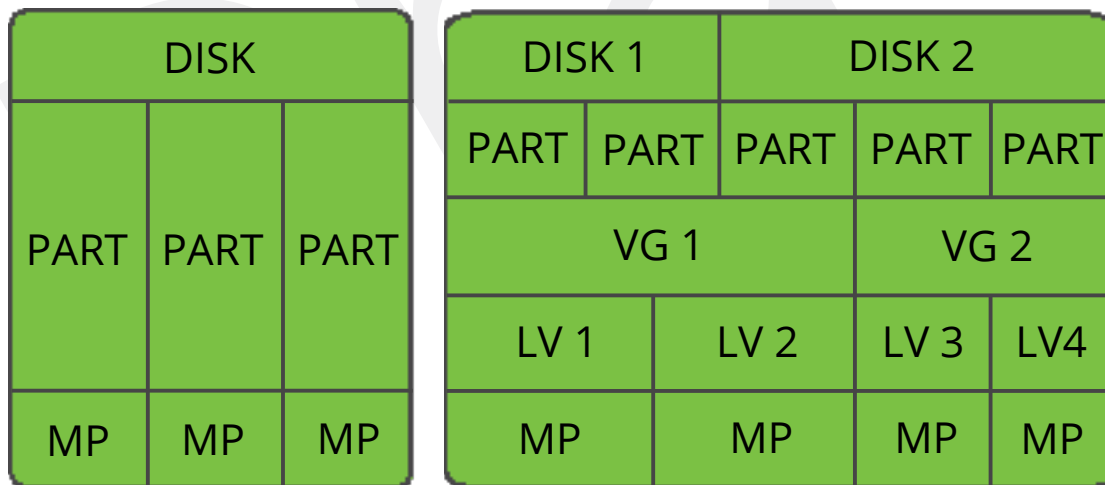 DISK
PART PART PART
MP MP MP
DISK 1 DISK 2
PART PART PART PART PART
VG 1 VG 2
LV 1 LV 2 LV 3 LV4
MP MP MP MP